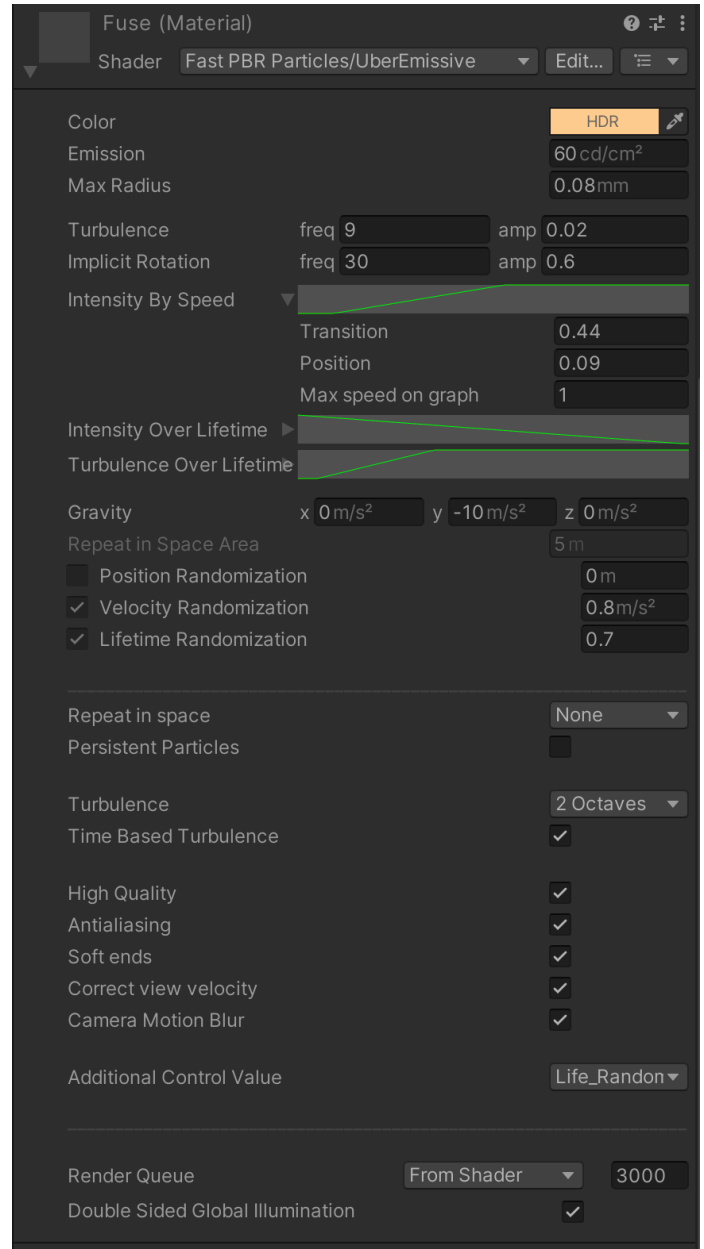 Fuse (Material)
Shader Fast PBR Particles/UberEmissive Edit...
Color HDR
Emission 60 cd/cm²
Max Radius 0.08mm
Turbulence freq 9 amp 0.02
Implicit Rotation freq 30 amp 0.6
Intensity By Speed
Transition 0.44
Position 0.09
Max speed on graph 1
Intensity Over Lifetime
Turbulence Over Lifetime
Gravity x 0 m/s² y -10 m/s² z 0 m/s²
Repeat in Space Area 5 m
Position Randomization 0 m
Velocity Randomization 0.8 m/s²
Lifetime Randomization 0.7
Repeat in space None
Persistent Particles
Turbulence 2 Octaves
Time Based Turbulence
High Quality
Antialiasing
Soft ends
Correct view velocity
Camera Motion Blur
Additional Control Value Life_Randon
Render Queue From Shader 3000
Double Sided Global Illumination